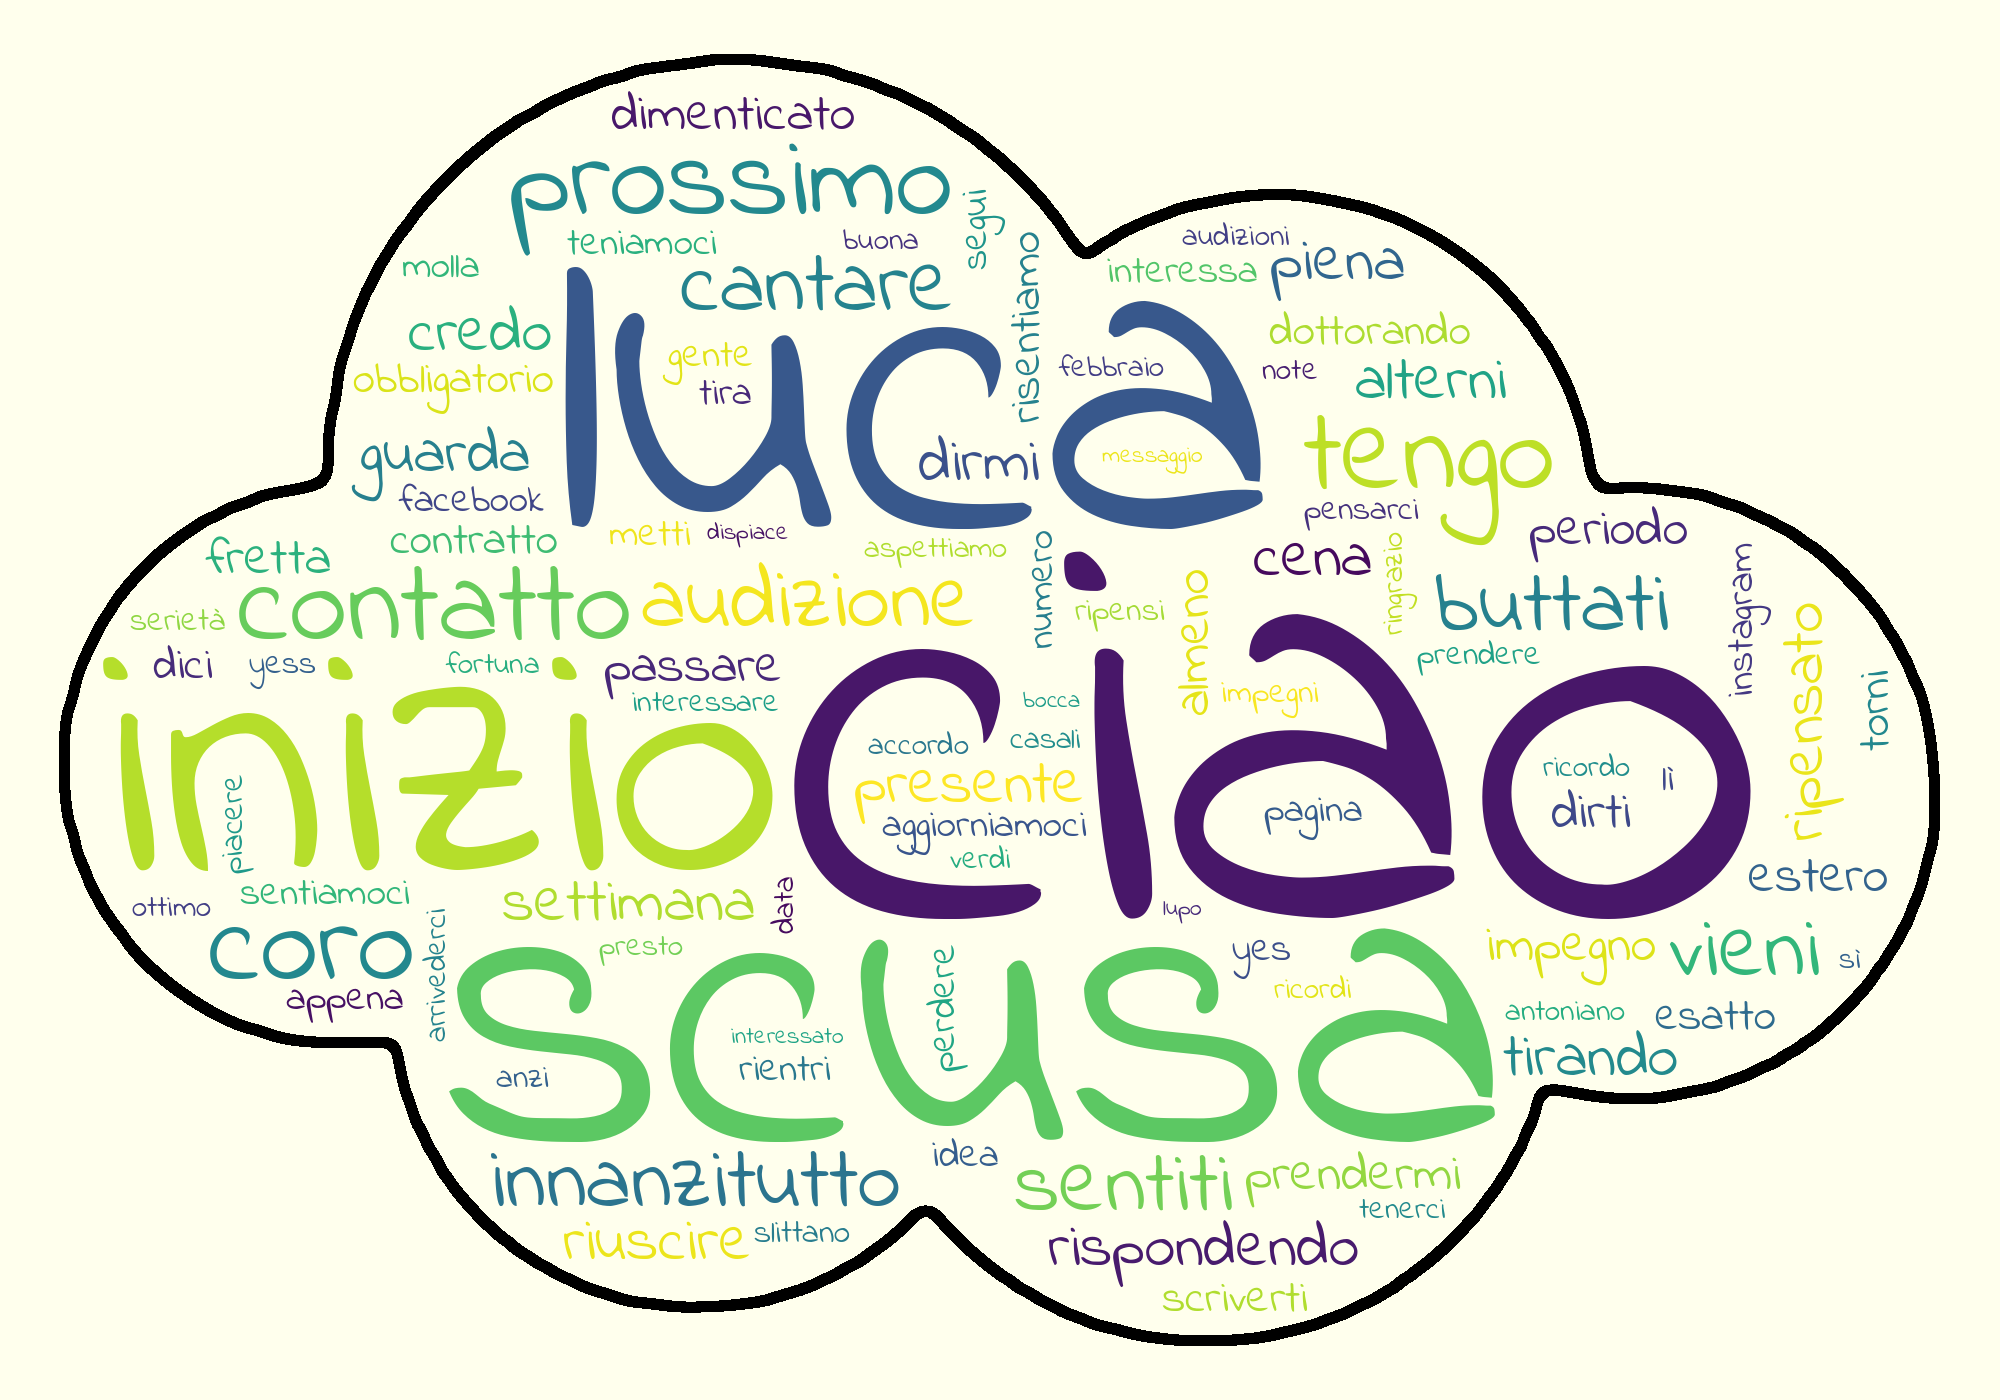 dimenticato
prossimo
segui
teniamoci
buona
audizioni
molla
cantare
risentiamo
interessa
piena
luca
credo
gente
febbraio
dottorando
obbligatorio
tira
note
alterni
guarda
dirmi
messaggio
tengo
facebook
pensarci
metti
dispiace
periodo
fretta
contratto
aspettiamo
numero
cena
ringrazio
instagram
contatto
audizione
ripensi
almeno
buttati
ripensato
serietà
dici
yess
fortuna
passare
prendere
interessare
impegni
torni
inizio
ciao
bocca
accordo
casali
ricordo
lì
piacere
presente
pagina
dirti
aggiorniamoci
verdi
estero
ottimo
sentiamoci
settimana
data
lupo
coro
arrivederci
presto
perdere
yes
impegno
vieni
sì
appena
scusa
ricordi
antoniano
esatto
interessato
anzi
rientri
tirando
innanzitutto
idea
sentiti
prendermi
tenerci
riuscire
slittano
rispondendo
scriverti